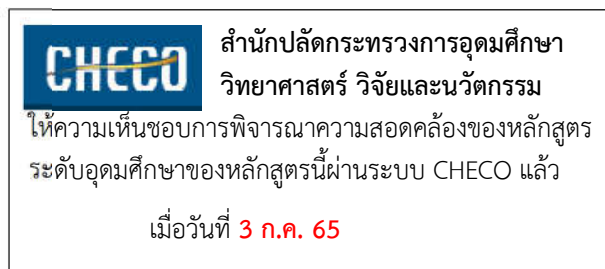 CHECO
สำนักปลัดกระทรวงการอุดมศึกษา
วิทยาศาสตร์ วิจัยและนวัตกรรม
ให้ความเห็นชอบการพิจารณาความสอดคล้องของหลักสูตร
ระดับอุดมศึกษาของหลักสูตรนี้ผ่านระบบ CHECO แล้ว
เมื่อวันที่ 3 ก.ค. 65